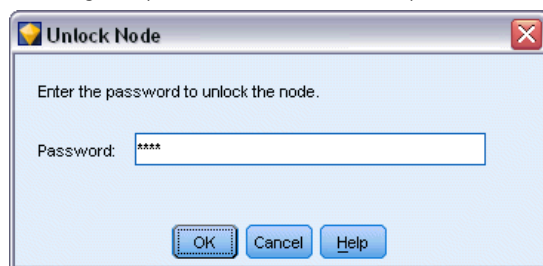 Unlock Node
Enter the password to unlock the node.
Password: ****
OK Cancel Help